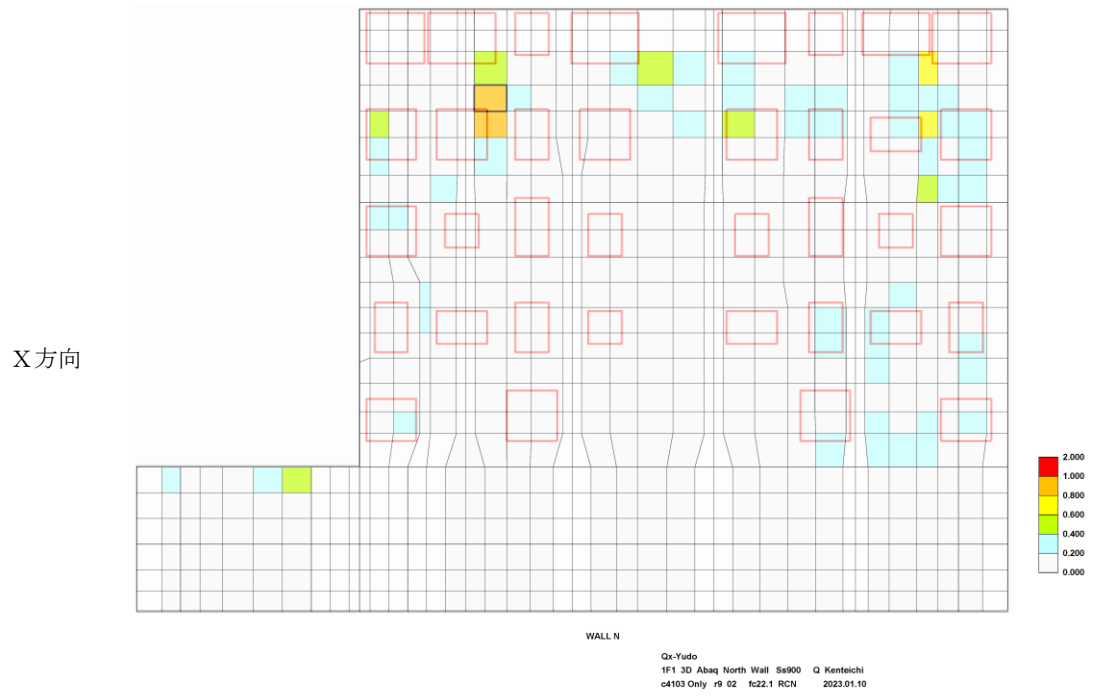 X方向
2.000
1.000
0.800
0.600
0.400
0.200
0.000
WALL N
Qx-Yudo
1F1 3D Abaq North Wall Ss900 Q Kenteichi
c4103 Only r9 02 fc22.1 RCN 2023.01.10